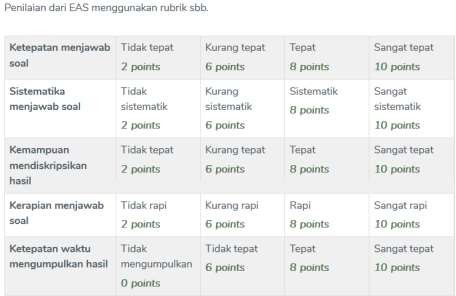 Penilaian dari EAS menggunakan rubrik sbb.
Ketepatan menjawab soal Tidak tepat 2 points Kurang tepat 6 points Tepat 8 points Sangat tepat 10 points
Sistematika menjawab soal Tidak sistematik 2 points Kurang sistematik 6 points Sistematik 8 points Sangat sistematik 10 points
Kemampuan mendiskripsikan hasil Tidak tepat 2 points Kurang tepat 6 points Tepat 8 points Sangat tepat 10 points
Kerapian menjawab soal Tidak rapi 2 points Kurang rapi 6 points Rapi 8 points Sangat rapi 10 points
Ketepatan waktu mengumpulkan hasil Tidak mengumpulkan 0 points Tidak tepat 6 points Tepat 8 points Sangat tepat 10 points